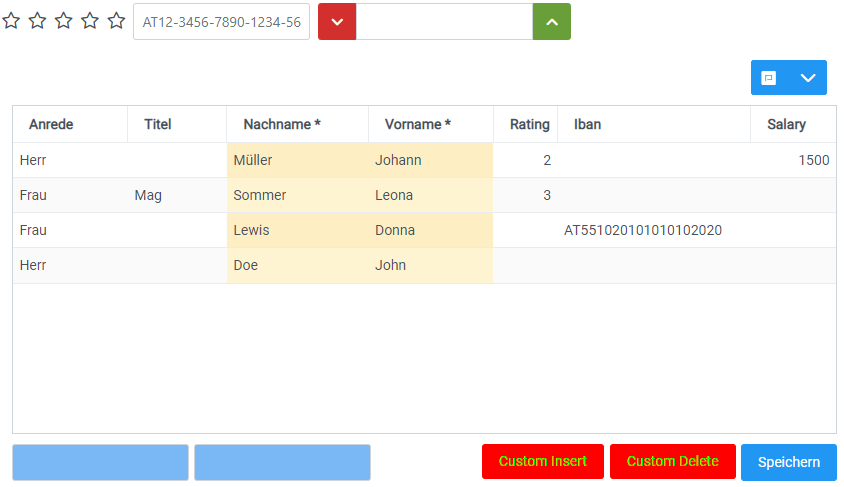 AT12-3456-7890-1234-56
Anrede Titel Nachname * Vorname * Rating Iban Salary
Herr Müller Johann 2 1500
Frau Mag Sommer Leona 3
Frau Lewis Donna AT551020101010102020
Herr Doe John
Custom Insert Custom Delete Speichern